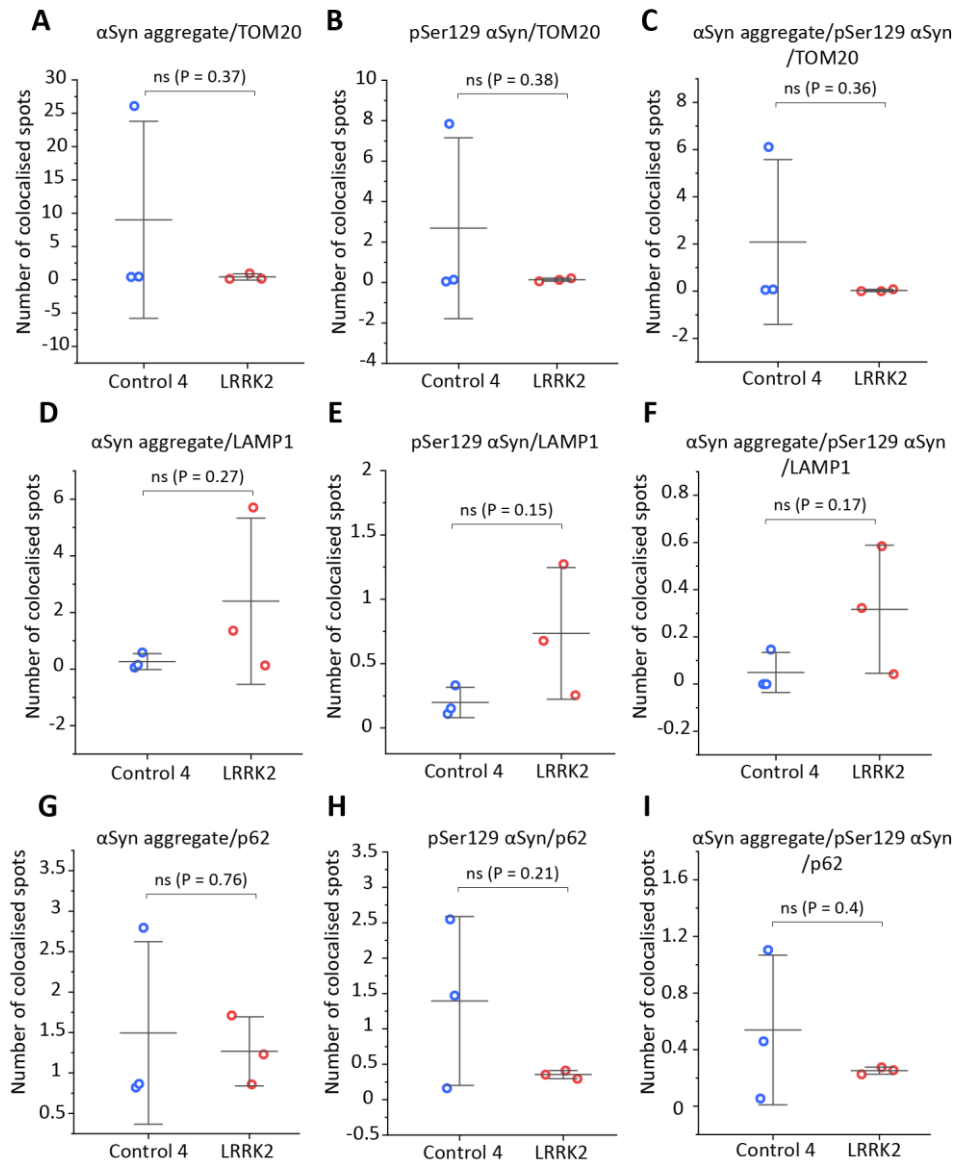 A
αSyn aggregate/TOM20
ns (P = 0.37)
Number of colocalised spots
30
25
20
15
10
5
0
-5
-10
Control 4
LRRK2
B
pSer129 αSyn/TOM20
ns (P = 0.38)
Number of colocalised spots
10
8
6
4
2
0
-2
-4
Control 4
LRRK2
C
αSyn aggregate/pSer129 αSyn
/TOM20
ns (P = 0.36)
Number of colocalised spots
8
6
4
2
0
-2
Control 4
LRRK2
D
αSyn aggregate/LAMP1
ns (P = 0.27)
Number of colocalised spots
6
4
2
0
-2
Control 4
LRRK2
E
pSer129 αSyn/LAMP1
ns (P = 0.15)
Number of colocalised spots
2
1.5
1
0.5
0
Control 4
LRRK2
F
αSyn aggregate/pSer129 αSyn
/LAMP1
ns (P = 0.17)
Number of colocalised spots
0.8
0.6
0.4
0.2
0
-0.2
Control 4
LRRK2
G
αSyn aggregate/p62
ns (P = 0.76)
Number of colocalised spots
3.5
3
2.5
2
1.5
1
0.5
Control 4
LRRK2
H
pSer129 αSyn/p62
ns (P = 0.21)
Number of colocalised spots
3.5
3
2.5
2
1.5
1
0.5
0
-0.5
Control 4
LRRK2
I
αSyn aggregate/pSer129 αSyn
/p62
ns (P = 0.4)
Number of colocalised spots
1.6
1.2
0.8
0.4
0
Control 4
LRRK2